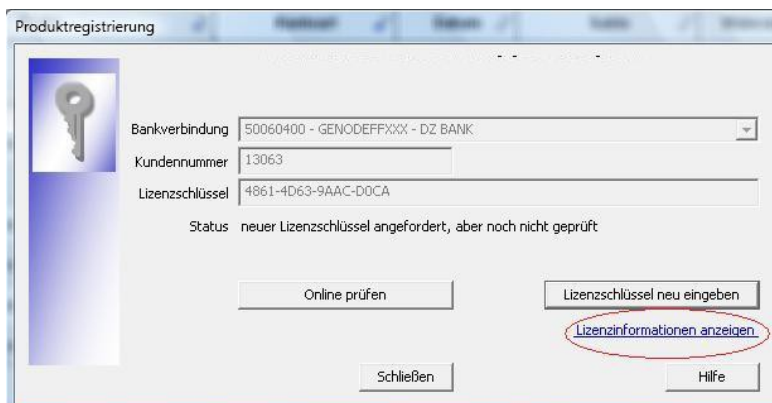 Produktregistrierung
Bankverbindung 50060400 - GENODEFFXXX - DZ BANK
Kundennummer 13063
Lizenzschlüssel 4861-4D63-9AAC-D0CA
Status neuer Lizenzschlüssel angefordert, aber noch nicht geprüft
Online prüfen Lizenzschlüssel neu eingeben
Lizenzinformationen anzeigen
Schließen Hilfe